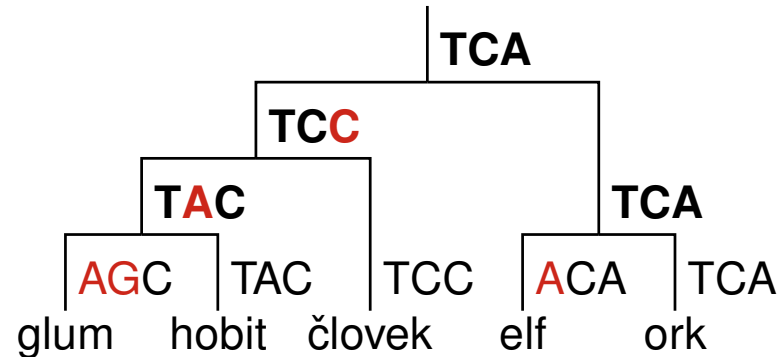 TCA
TCC
TAC TCA
AGC TAC TCC ACA TCA
glum hobit človek elf ork